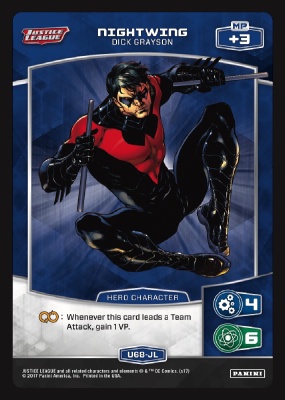 JUSTICE LEAGUE
NIGHTWING
DICK GRAYSON
MP
+3
HERO CHARACTER
: Whenever this card leads a Team
Attack, gain 1 VP.
4
6
U68-JL
JUSTICE LEAGUE and all related characters and elements © & ™ DC Comics. (s17)
© 2017 Panini America, Inc. Printed in the USA.
PANINI